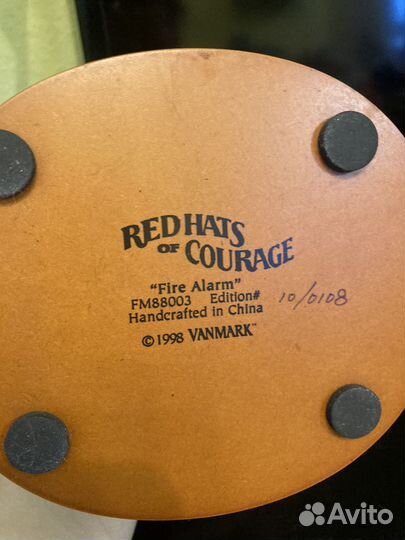 RED HATS
OF COURAGE
"Fire Alarm"
FM88003 Edition# 10/0108
Handcrafted in China
©1998 VANMARK™
Avito